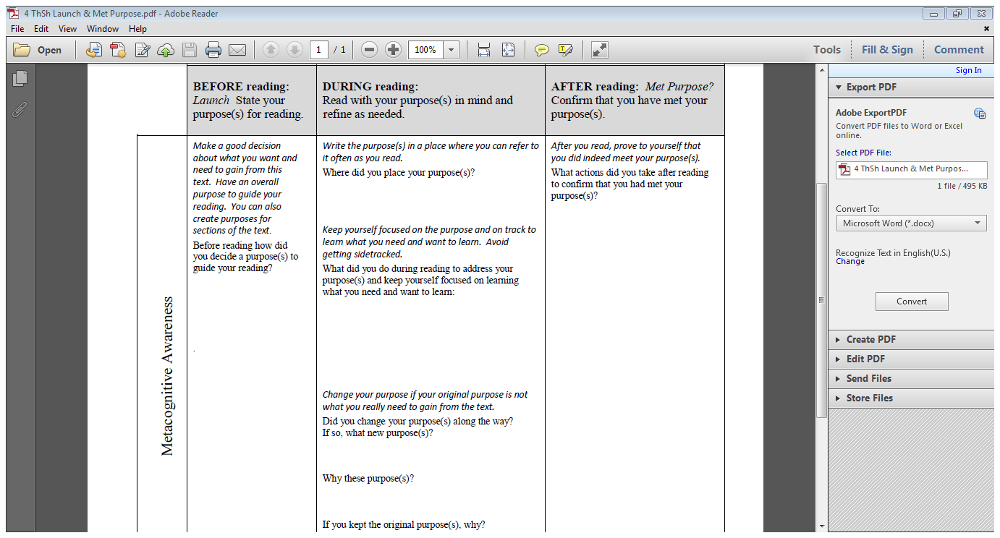 4 ThSh Launch & Met Purpose.pdf - Adobe Reader
File Edit View Window Help
Open 1 / 1 100% Tools Fill & Sign Comment
Sign In
BEFORE reading:
Launch State your
purpose(s) for reading.
DURING reading:
Read with your purpose(s) in mind and
refine as needed.
AFTER reading: Met Purpose?
Confirm that you have met your
purpose(s).
Metacognitive Awareness
Make a good decision
about what you want and
need to gain from this
text. Have an overall
purpose to guide your
reading. You can also
create purposes for
sections of the text.
Before reading how did
you decide a purpose(s) to
guide your reading?
.
Write the purpose(s) in a place where you can refer to
it often as you read.
Where did you place your purpose(s)?
Keep yourself focused on the purpose and on track to
learn what you need and want to learn. Avoid
getting sidetracked.
What did you do during reading to address your
purpose(s) and keep yourself focused on learning
what you need and want to learn:
Change your purpose if your original purpose is not
what you really need to gain from the text.
Did you change your purpose(s) along the way?
If so, what new purpose(s)?
Why these purpose(s)?
If you kept the original purpose(s), why?
After you read, prove to yourself that
you did indeed meet your purpose(s).
What actions did you take after reading
to confirm that you had met your
purpose(s)?
Export PDF
Adobe ExportPDF
Convert PDF files to Word or Excel
online.
Select PDF File:
4 ThSh Launch & Met Purpos...
1 file / 495 KB
Convert To:
Microsoft Word (*.docx)
Recognize Text in English(U.S.)
Change
Convert
Create PDF
Edit PDF
Send Files
Store Files